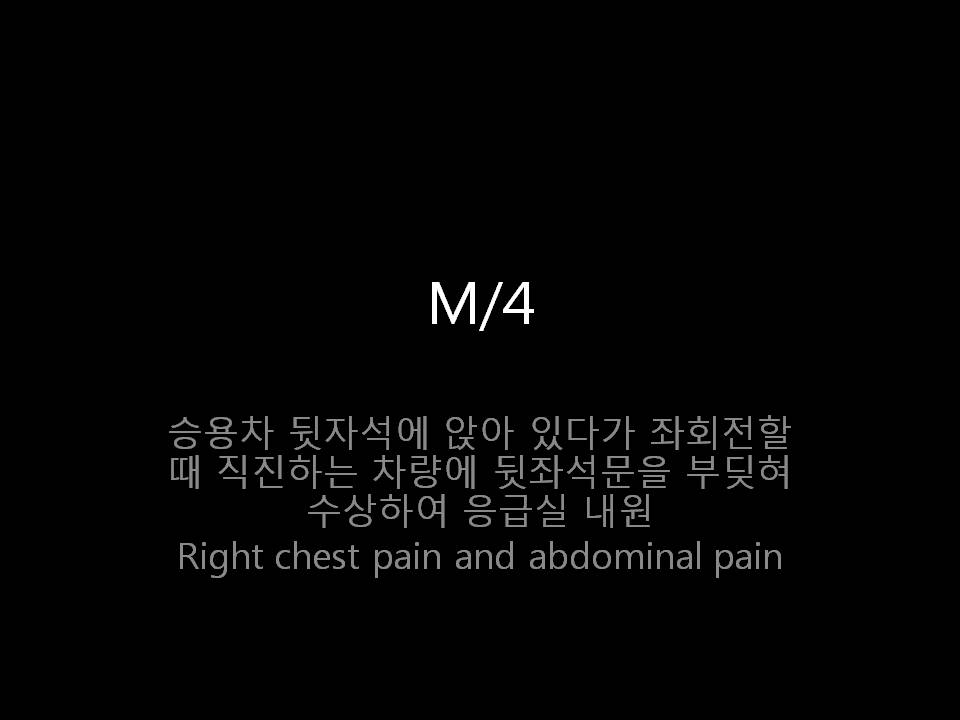 M/4
승용차 뒷자석에 앉아 있다가 좌회전할
때 직진하는 차량에 뒷좌석문을 부딪혀
수상하여 응급실 내원
Right chest pain and abdominal pain